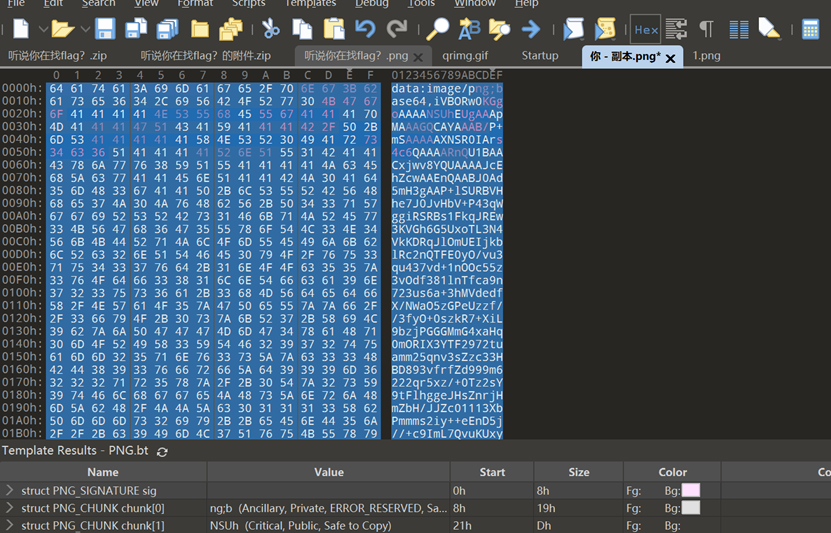 File Edit Search View Format Scripts Templates Debug Tools Window Help
Hex
听说你在找flag? .zip 听说你在找flag? 的附件.zip 听说你在找flag? .png qrimg.gif Startup 你 - 副本.png* 1.png
0 1 2 3 4 5 6 7 8 9 A B C D E F 0123456789ABCDEF
0000h: 64 61 74 61 3A 69 6D 61 67 65 2F 70 6E 67 3B 62 data:image/png;b
0010h: 61 73 65 36 34 2C 69 56 42 4F 52 77 30 4B 47 67 ase64,iVBORw0KGg
0020h: 6F 41 41 41 41 4E 53 55 68 45 55 67 41 41 41 70 oAAAANSUhEUgAAAp
0030h: 4D 41 41 41 47 51 43 41 59 41 41 41 42 2F 50 2B MAAAGQCAYAAAB/P+
0040h: 6D 53 41 41 41 41 41 58 4E 53 52 30 49 41 72 73 mSAAAAAXNSR0IArs
0050h: 34 63 36 51 41 41 41 41 52 6E 51 55 31 42 41 41 4c6QAAAARnQU1BAA
0060h: 43 78 6A 77 76 38 59 51 55 41 41 41 41 4A 63 45 Cxjwv8YQUAAAAJcE
0070h: 68 5A 63 77 41 41 45 6E 51 41 41 42 4A 30 41 64 hZcwAAEnQAABJ0Ad
0080h: 35 6D 48 33 67 41 41 50 2B 6C 53 55 52 42 56 48 5mH3gAAP+lSURBVH
0090h: 68 65 37 4A 30 4A 76 48 62 56 2B 50 34 33 71 57 he7J0JvHbV+P43qW
00A0h: 67 67 69 52 53 52 42 73 31 46 6B 71 4A 52 45 77 ggiRSRBs1FkqJREw
00B0h: 33 4B 56 47 68 36 47 35 55 78 6F 54 4C 33 4E 34 3KVGh6G5UxoTL3N4
00C0h: 56 6B 4B 44 52 71 4A 6C 4F 6D 55 45 49 6A 6B 62 VkKDRqJlOmUEIjkb
00D0h: 6C 52 63 32 6E 51 54 46 45 30 79 4F 2F 76 75 33 lRc2nQTFE0yO/vu3
00E0h: 71 75 34 33 37 76 64 2B 31 6E 4F 4F 63 35 35 7A qu437vd+1nOOc55z
00F0h: 33 76 4F 64 66 33 38 31 6C 6E 54 66 63 61 39 6E 3vOdf381lnTfca9n
0100h: 37 32 33 75 73 36 61 2B 33 68 4D 56 64 65 64 66 723us6a+3hMVdedf
0110h: 58 2F 4E 57 61 4F 35 7A 47 50 65 55 7A 7A 66 2F X/NWaO5zGPeUzzf/
0120h: 2F 33 66 79 4F 2B 30 73 7A 6B 52 37 2B 58 69 4C /3fyO+0szkR7+XiL
0130h: 39 62 7A 6A 50 47 47 47 4D 6D 47 34 78 61 48 71 9bzjPGGGMmG4xaHq
0140h: 30 6D 4F 52 49 58 33 59 54 46 32 39 37 32 74 75 0mORIX3YTF2972tu
0150h: 61 6D 6D 32 35 71 6E 76 33 73 5A 7A 63 33 33 48 amm25qnv3sZzc33H
0160h: 42 44 38 39 33 76 66 72 66 5A 64 39 39 39 6D 36 BD893vfrfZd999m6
0170h: 32 32 32 71 72 35 78 7A 2F 2B 30 54 7A 32 73 59 222qr5xz/+0Tz2sY
0180h: 39 74 46 6C 68 67 67 65 4A 48 73 5A 6E 72 6A 48 9tFlhggeJHsZnrjH
0190h: 6D 5A 62 48 2F 4A 4A 5A 63 30 31 31 31 33 58 62 mZbH/JJZc01113Xb
01A0h: 50 6D 6D 6D 73 32 69 79 2B 2B 65 45 6E 44 35 6A Pmmms2iy++eEnD5j
01B0h: 2F 2F 2B 63 39 49 6D 4C 37 51 76 75 4B 55 78 79 //+c9ImL7QvuKUxy
Template Results - PNG.bt
Name Value Start Size Color Co
struct PNG_SIGNATURE sig 0h 8h Fg: Bg:
struct PNG_CHUNK chunk[0] ng;b (Ancillary, Private, ERROR_RESERVED, Sa... 8h 19h Fg: Bg:
struct PNG_CHUNK chunk[1] NSUh (Critical, Public, Safe to Copy) 21h Dh Fg: Bg: